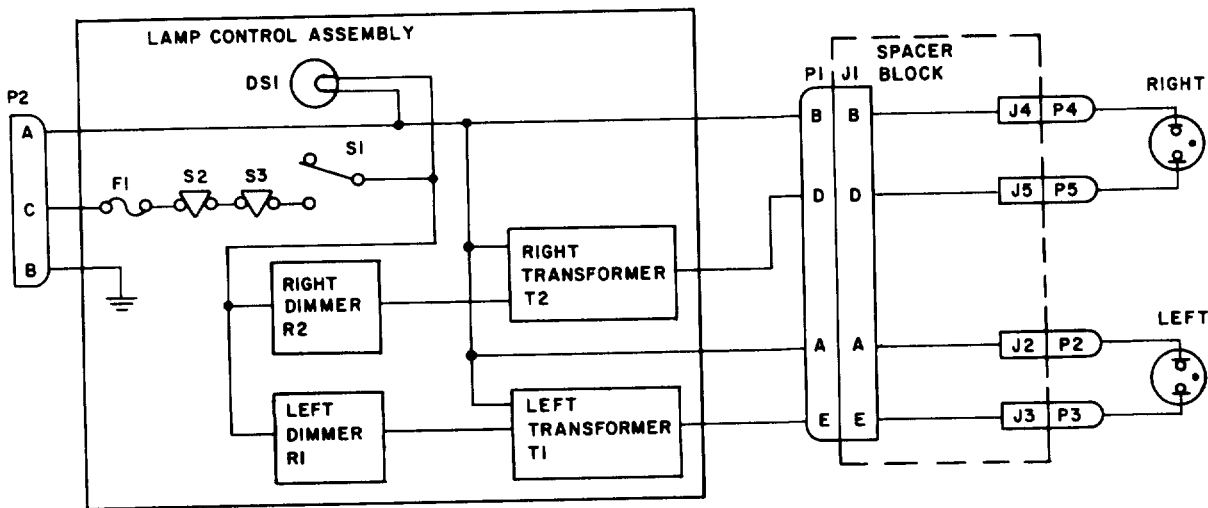 LAMP CONTROL ASSEMBLY
DS1
P2
A
C
B
F1
S2
S3
S1
RIGHT
DIMMER
R2
RIGHT
TRANSFORMER
T2
LEFT
DIMMER
R1
LEFT
TRANSFORMER
T1
P1
J1
SPACER
BLOCK
B
B
D
D
A
A
E
E
J4
P4
J5
P5
J2
P2
J3
P3
RIGHT
LEFT